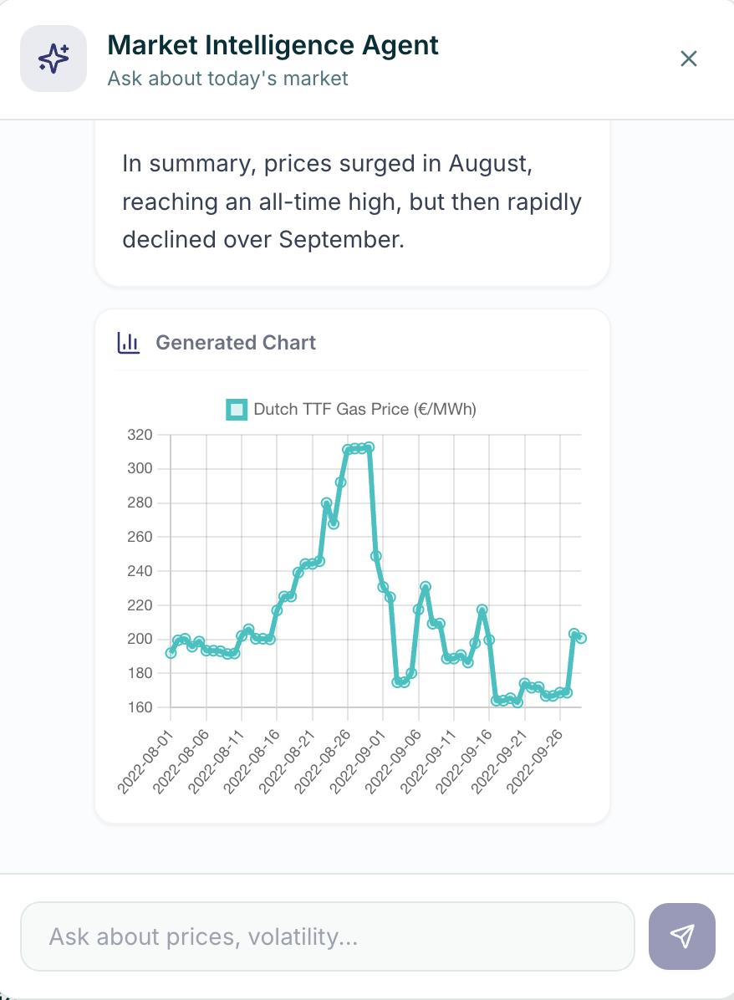 Market Intelligence Agent
Ask about today's market
In summary, prices surged in August,
reaching an all-time high, but then rapidly
declined over September.
Generated Chart
Dutch TTF Gas Price (€/MWh)
320
300
280
260
240
220
200
180
160
2022-08-01
2022-08-06
2022-08-11
2022-08-16
2022-08-21
2022-08-26
2022-09-01
2022-09-06
2022-09-11
2022-09-16
2022-09-21
2022-09-26
Ask about prices, volatility...